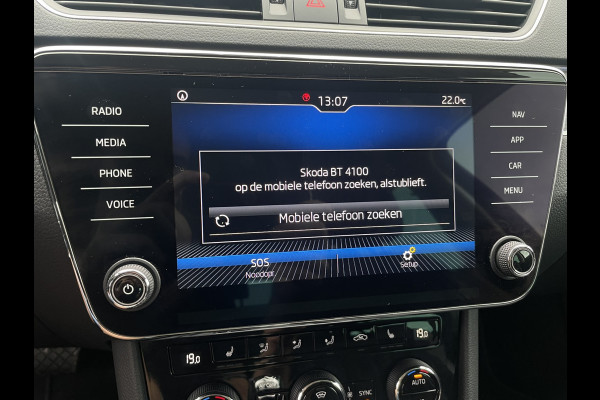 13:07
22.0°C
RADIO
MEDIA
PHONE
VOICE
NAV
APP
CAR
MENU
Skoda BT 4100
op de mobiele telefoon zoeken, alstublieft.
Mobiele telefoon zoeken
SOS
Noodopr.
Setup
19.0
19.0
SYNC
AUTO